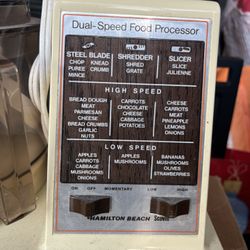 Dual-Speed Food Processor
STEEL BLADE
CHOP KNEAD
PUREE CRUMB
MINCE
SHREDDER
SHRED
GRATE
SLICER
SLICE
JULIENNE
HIGH SPEED
BREAD DOUGH
MEAT
PARMESAN
CHEESE
BREAD CRUMBS
GARLIC
NUTS
CARROTS
CHOCOLATE
CHEESE
CABBAGE
POTATOES
CHEESE
CARROTS
MEAT
PINEAPPLE
LEMONS
ONIONS
LOW SPEED
APPLES
CARROTS
CABBAGE
MUSHROOMS
ONIONS
APPLES
MUSHROOMS
BANANAS
MUSHROOMS
OLIVES
STRAWBERRIES
ON OFF MOMENTARY LOW HIGH
HAMILTON BEACH Scovill